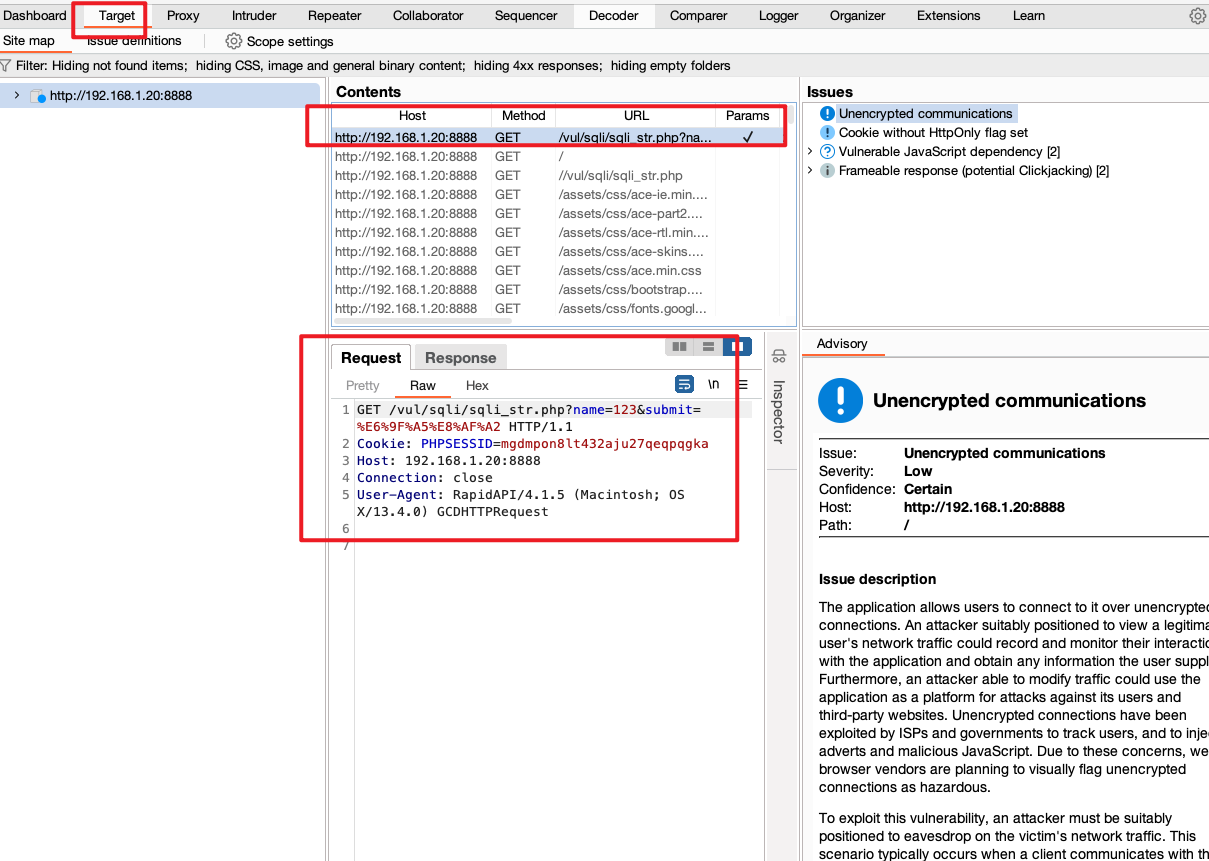 Dashboard Target Proxy Intruder Repeater Collaborator Sequencer Decoder Comparer Logger Organizer Extensions Learn
Site map Issue definitions Scope settings
Filter: Hiding not found items; hiding CSS, image and general binary content; hiding 4xx responses; hiding empty folders
http://192.168.1.20:8888
Contents
Host Method URL Params
http://192.168.1.20:8888 GET /vul/sqli/sqli_str.php?na... ✓
http://192.168.1.20:8888 GET /
http://192.168.1.20:8888 GET //vul/sqli/sqli_str.php
http://192.168.1.20:8888 GET /assets/css/ace-ie.min....
http://192.168.1.20:8888 GET /assets/css/ace-part2....
http://192.168.1.20:8888 GET /assets/css/ace-rtl.min....
http://192.168.1.20:8888 GET /assets/css/ace-skins....
http://192.168.1.20:8888 GET /assets/css/ace.min.css
http://192.168.1.20:8888 GET /assets/css/bootstrap....
http://192.168.1.20:8888 GET /assets/css/fonts.googl...
Request Response
Pretty Raw Hex \n
1 GET /vul/sqli/sqli_str.php?name=123&submit=
%E6%9F%A5%E8%AF%A2 HTTP/1.1
2 Cookie: PHPSESSID=mgdmpon8lt432aju27qeqpqgka
3 Host: 192.168.1.20:8888
4 Connection: close
5 User-Agent: RapidAPI/4.1.5 (Macintosh; OS
X/13.4.0) GCDHTTPRequest
6
7
Inspector
Issues
Unencrypted communications
Cookie without HttpOnly flag set
Vulnerable JavaScript dependency [2]
Frameable response (potential Clickjacking) [2]
Advisory
Unencrypted communications
Issue: Unencrypted communications
Severity: Low
Confidence: Certain
Host: http://192.168.1.20:8888
Path: /
Issue description
The application allows users to connect to it over unencrypted
connections. An attacker suitably positioned to view a legitima
user's network traffic could record and monitor their interactio
with the application and obtain any information the user suppl
Furthermore, an attacker able to modify traffic could use the
application as a platform for attacks against its users and
third-party websites. Unencrypted connections have been
exploited by ISPs and governments to track users, and to inje
adverts and malicious JavaScript. Due to these concerns, we
browser vendors are planning to visually flag unencrypted
connections as hazardous.
To exploit this vulnerability, an attacker must be suitably
positioned to eavesdrop on the victim's network traffic. This
scenario typically occurs when a client communicates with th